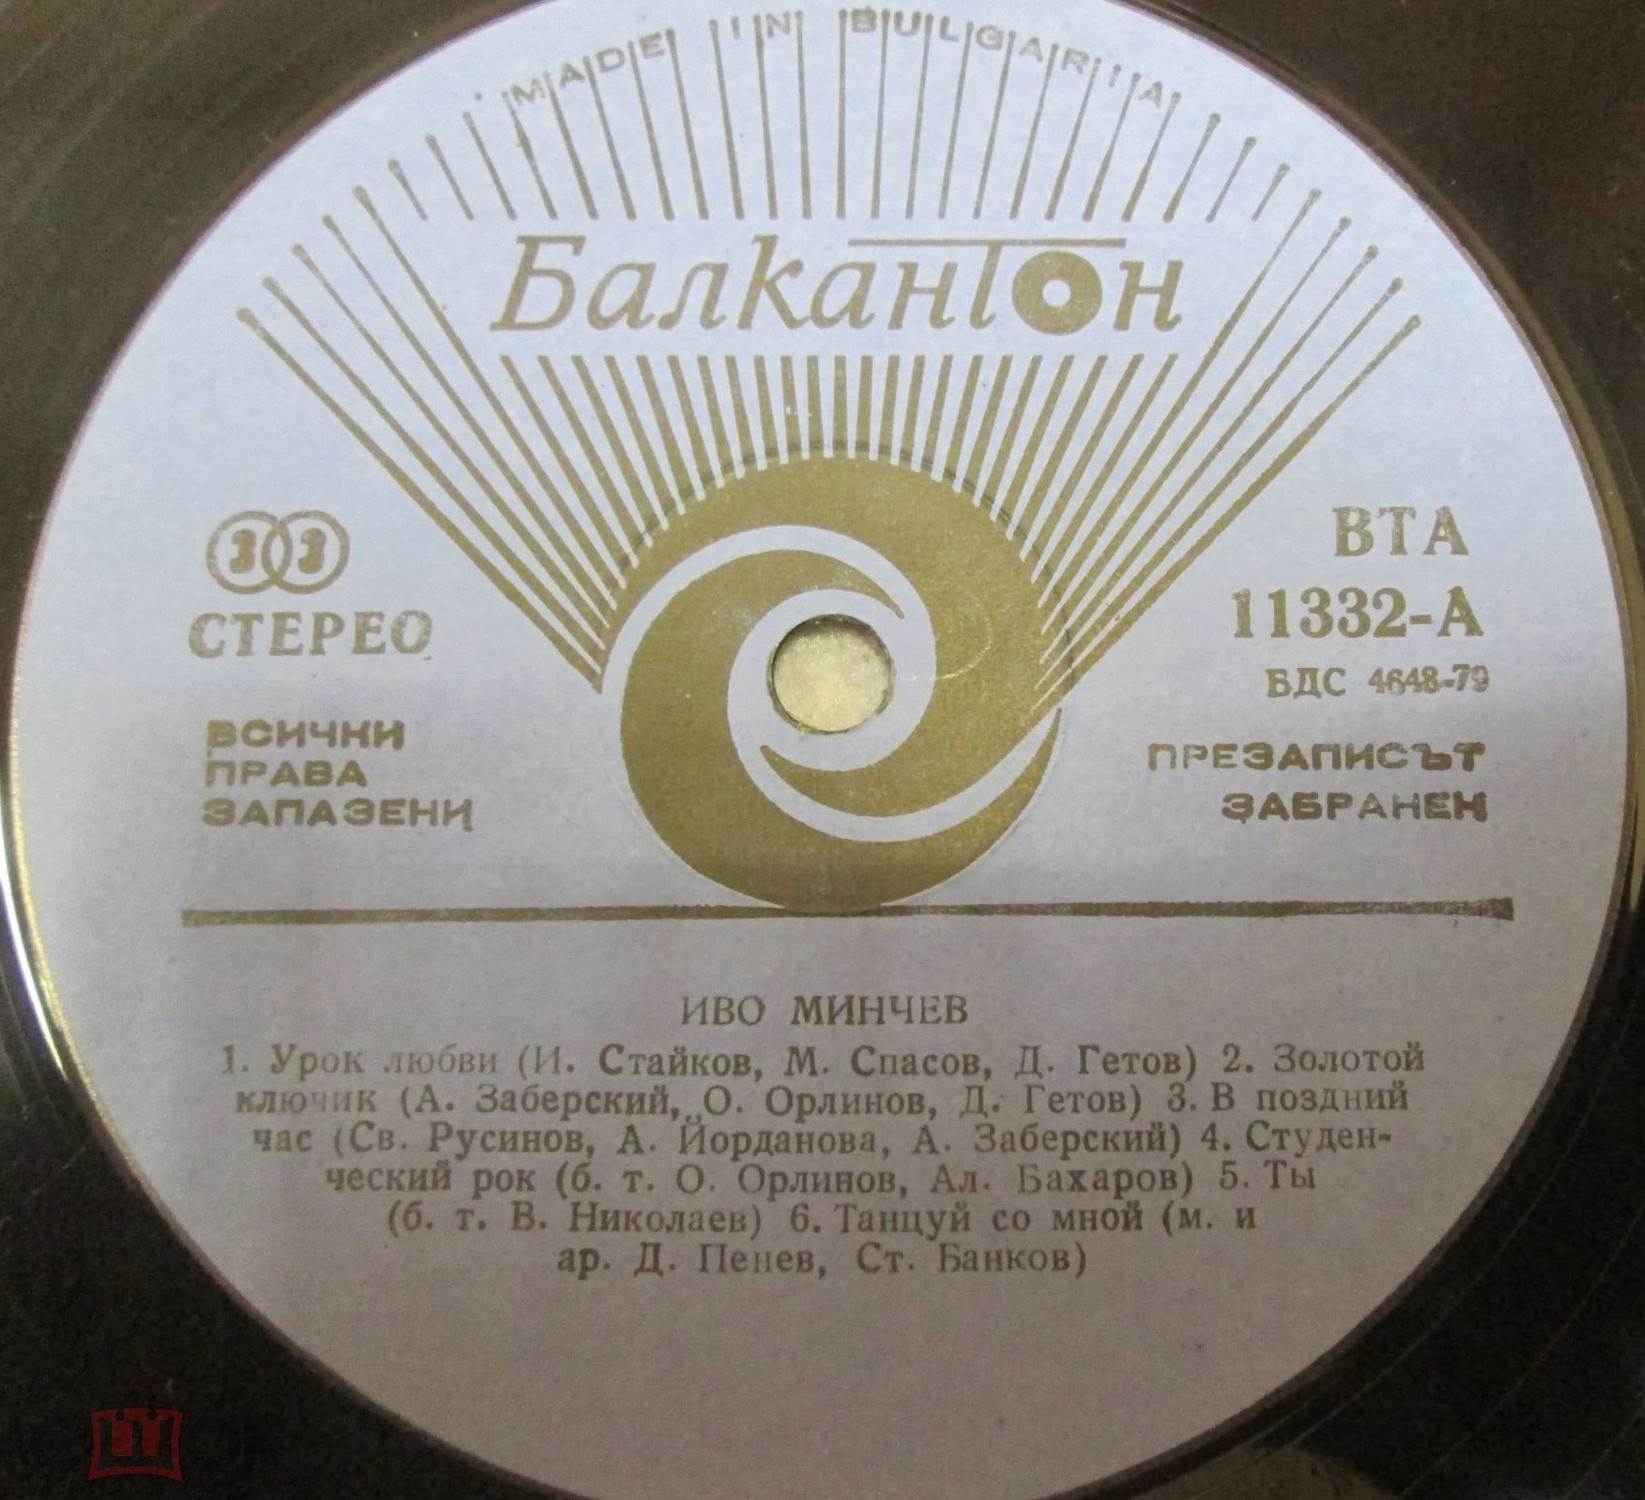 MADE IN BULGARIA
Балкантон
33
СТЕРЕО
ВСИЧКИ
ПРАВА
ЗАПАЗЕНИ
ВТА
11332-А
БДС 4648-79
ПРЕЗАПИСЪТ
ЗАБРАНЕН
ИВО МИНЧЕВ
1. Урок любви (И. Стайков, М. Спасов, Д. Гетов) 2. Золотой
ключик (А. Заберский, О. Орлинов, Д. Гетов) 3. В поздний
час (Св. Русинов, А. Йорданова, А. Заберский) 4. Студен-
ческий рок (б. т. О. Орлинов, Ал. Бахаров) 5. Ты
(б. т. В. Николаев) 6. Танцуй со мной (м. и
ар. Д. Пенев, Ст. Банков)